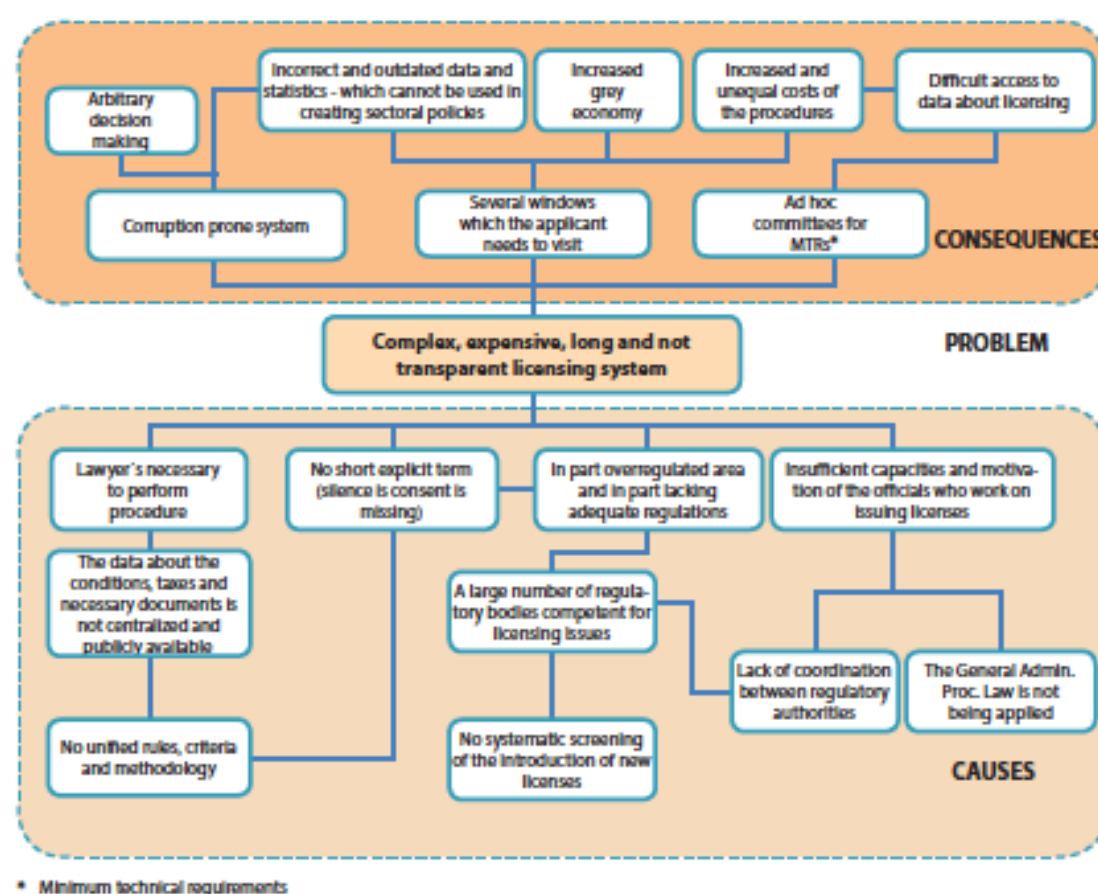 Arbitrary
decision
making
Incorrect and outdated data and
statistics - which cannot be used in
creating sectoral policies
Increased
grey
economy
Increased and
unequal costs of
the procedures
Difficult access to
data about licensing
Corruption prone system
Several windows
which the applicant
needs to visit
Ad hoc
committees for
MTRs*
CONSEQUENCES
Complex, expensive, long and not
transparent licensing system
PROBLEM
Lawyer's necessary
to perform
procedure
No short explicit term
(silence is consent is
missing)
In part overregulated area
and in part lacking
adequate regulations
Insufficient capacities and motiva-
tion of the officials who work on
issuing licenses
The data about the
conditions, taxes and
necessary documents is
not centralized and
publicly available
A large number of regula-
tory bodies competent for
licensing issues
Lack of coordination
between regulatory
authorities
The General Admin.
Proc. Law is not
being applied
No unified rules, criteria
and methodology
No systematic screening
of the introduction of new
licenses
CAUSES
* Minimum technical requirements